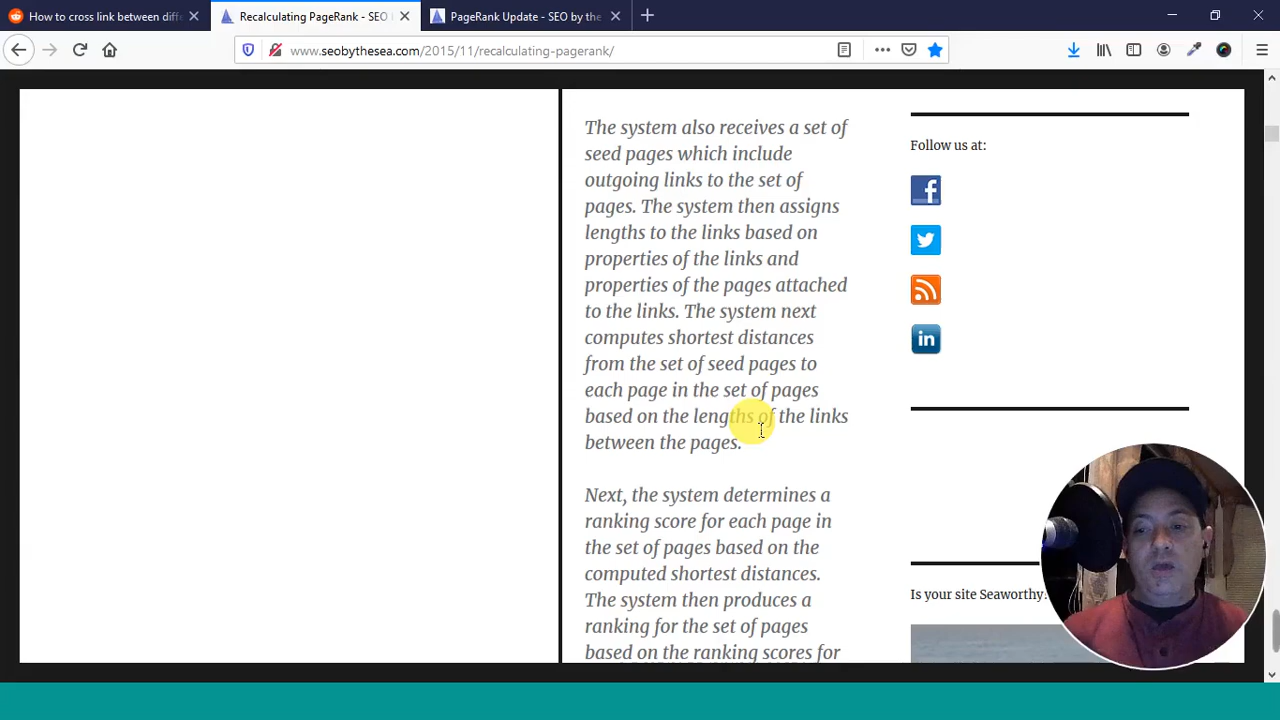 How to cross link between diff
Recalculating PageRank - SEO
PageRank Update - SEO by the
www.seobythesea.com/2015/11/recalculating-pagerank/
The system also receives a set of
seed pages which include
outgoing links to the set of
pages. The system then assigns
lengths to the links based on
properties of the links and
properties of the pages attached
to the links. The system next
computes shortest distances
from the set of seed pages to
each page in the set of pages
based on the lengths of the links
between the pages.
Next, the system determines a
ranking score for each page in
the set of pages based on the
computed shortest distances.
The system then produces a
ranking for the set of pages
based on the ranking scores for
Follow us at:
Is your site Seaworthy?